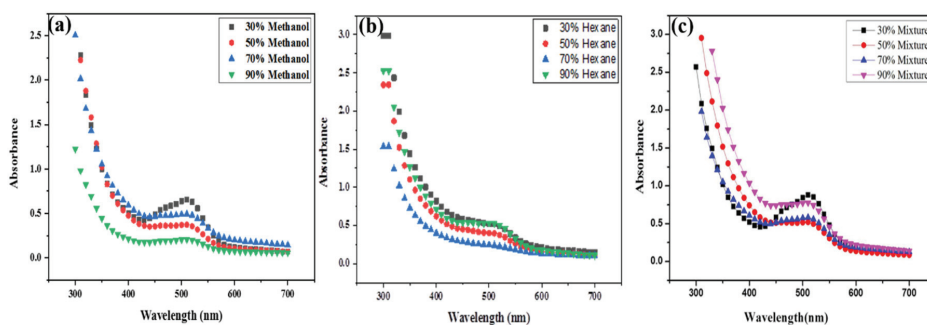 (a)
30% Methanol
50% Methanol
70% Methanol
90% Methanol
2.5
2.0
1.5
1.0
0.5
0.0
Absorbance
300 400 500 600 700
Wavelength (nm)
(b)
30% Hexane
50% Hexane
70% Hexane
90% Hexane
3.0
2.5
2.0
1.5
1.0
0.5
0.0
Absorbance
300 400 500 600 700
Wavelength (nm)
(c)
30% Mixture
50% Mixture
70% Mixture
90% Mixture
3.0
2.5
2.0
1.5
1.0
0.5
0.0
Absorbance
300 400 500 600 700
Wavelength(nm)